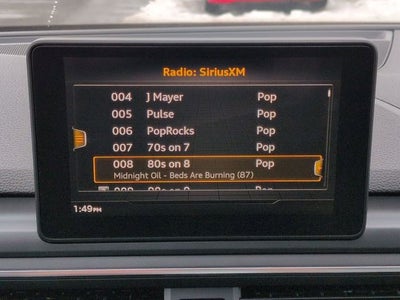 Radio: SiriusXM
004 J Mayer Pop
005 Pulse Pop
006 PopRocks Pop
007 70s on 7 Pop
008 80s on 8 Pop
Midnight Oil - Beds Are Burning (87)
1:49PM